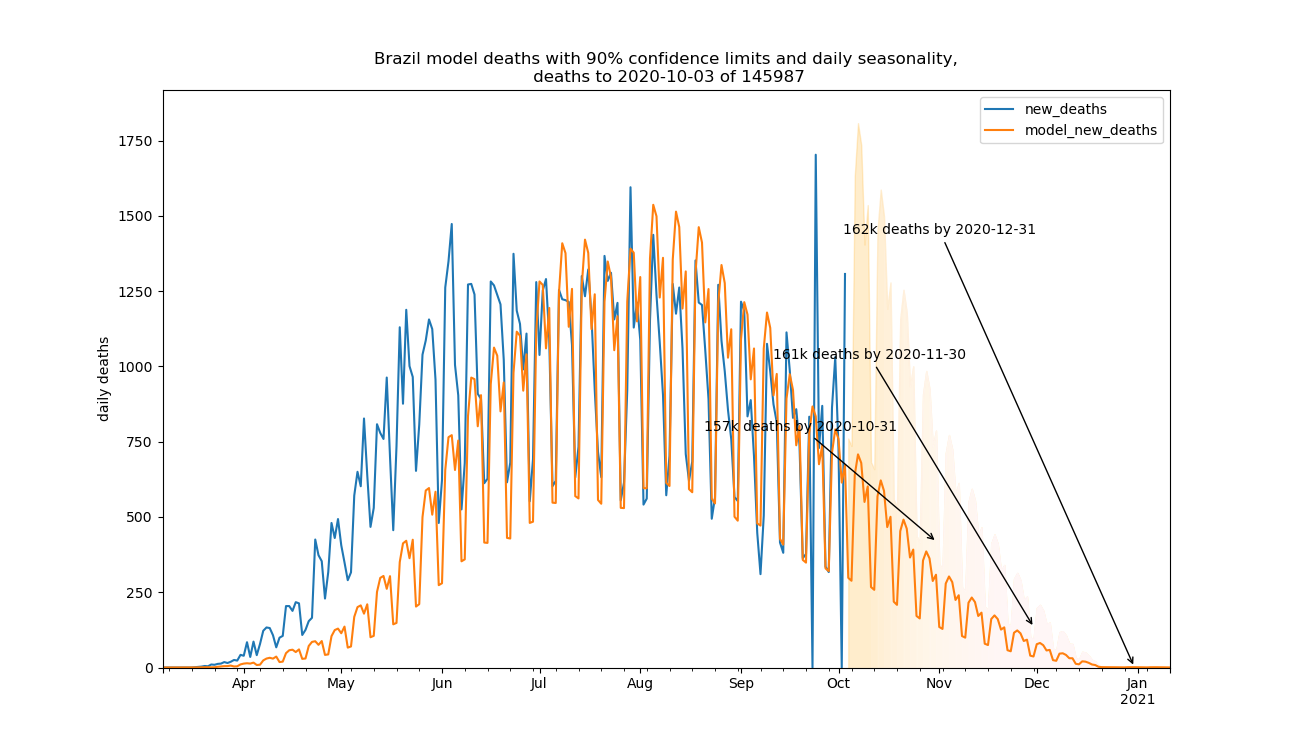 Brazil model deaths with 90% confidence limits and daily seasonality,
deaths to 2020-10-03 of 145987
new_deaths
model_new_deaths
daily deaths
1750
1500
1250
1000
750
500
250
0
162k deaths by 2020-12-31
161k deaths by 2020-11-30
157k deaths by 2020-10-31
Apr May Jun Jul Aug Sep Oct Nov Dec Jan
2021